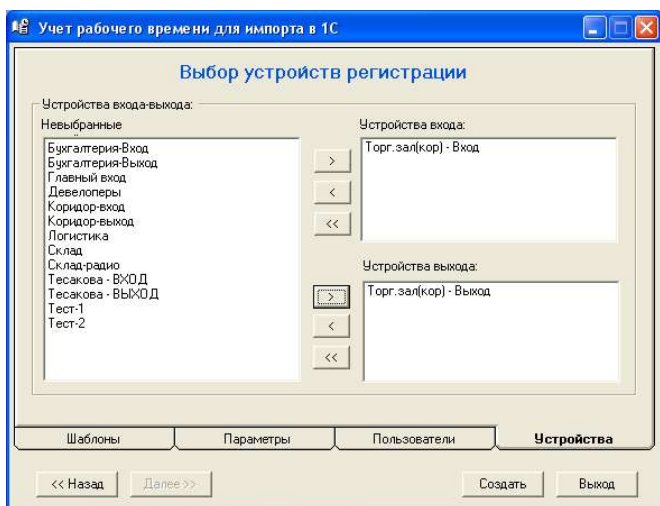 Учет рабочего времени для импорта в 1С
Выбор устройств регистрации
Устройства входа-выхода:
Невыбранные
Бухгалтерия-Вход
Бухгалтерия-Выход
Главный вход
Девелоперы
Коридор-вход
Коридор-выход
Логистика
Склад
Склад-радио
Тесакова - ВХОД
Тесакова - ВЫХОД
Тест-1
Тест-2
>
<
<<
Устройства входа:
Торг.зал(кор) - Вход
>
<
<<
Устройства выхода:
Торг.зал(кор) - Выход
Шаблоны Параметры Пользователи Устройства
<< Назад Далее >> Создать Выход